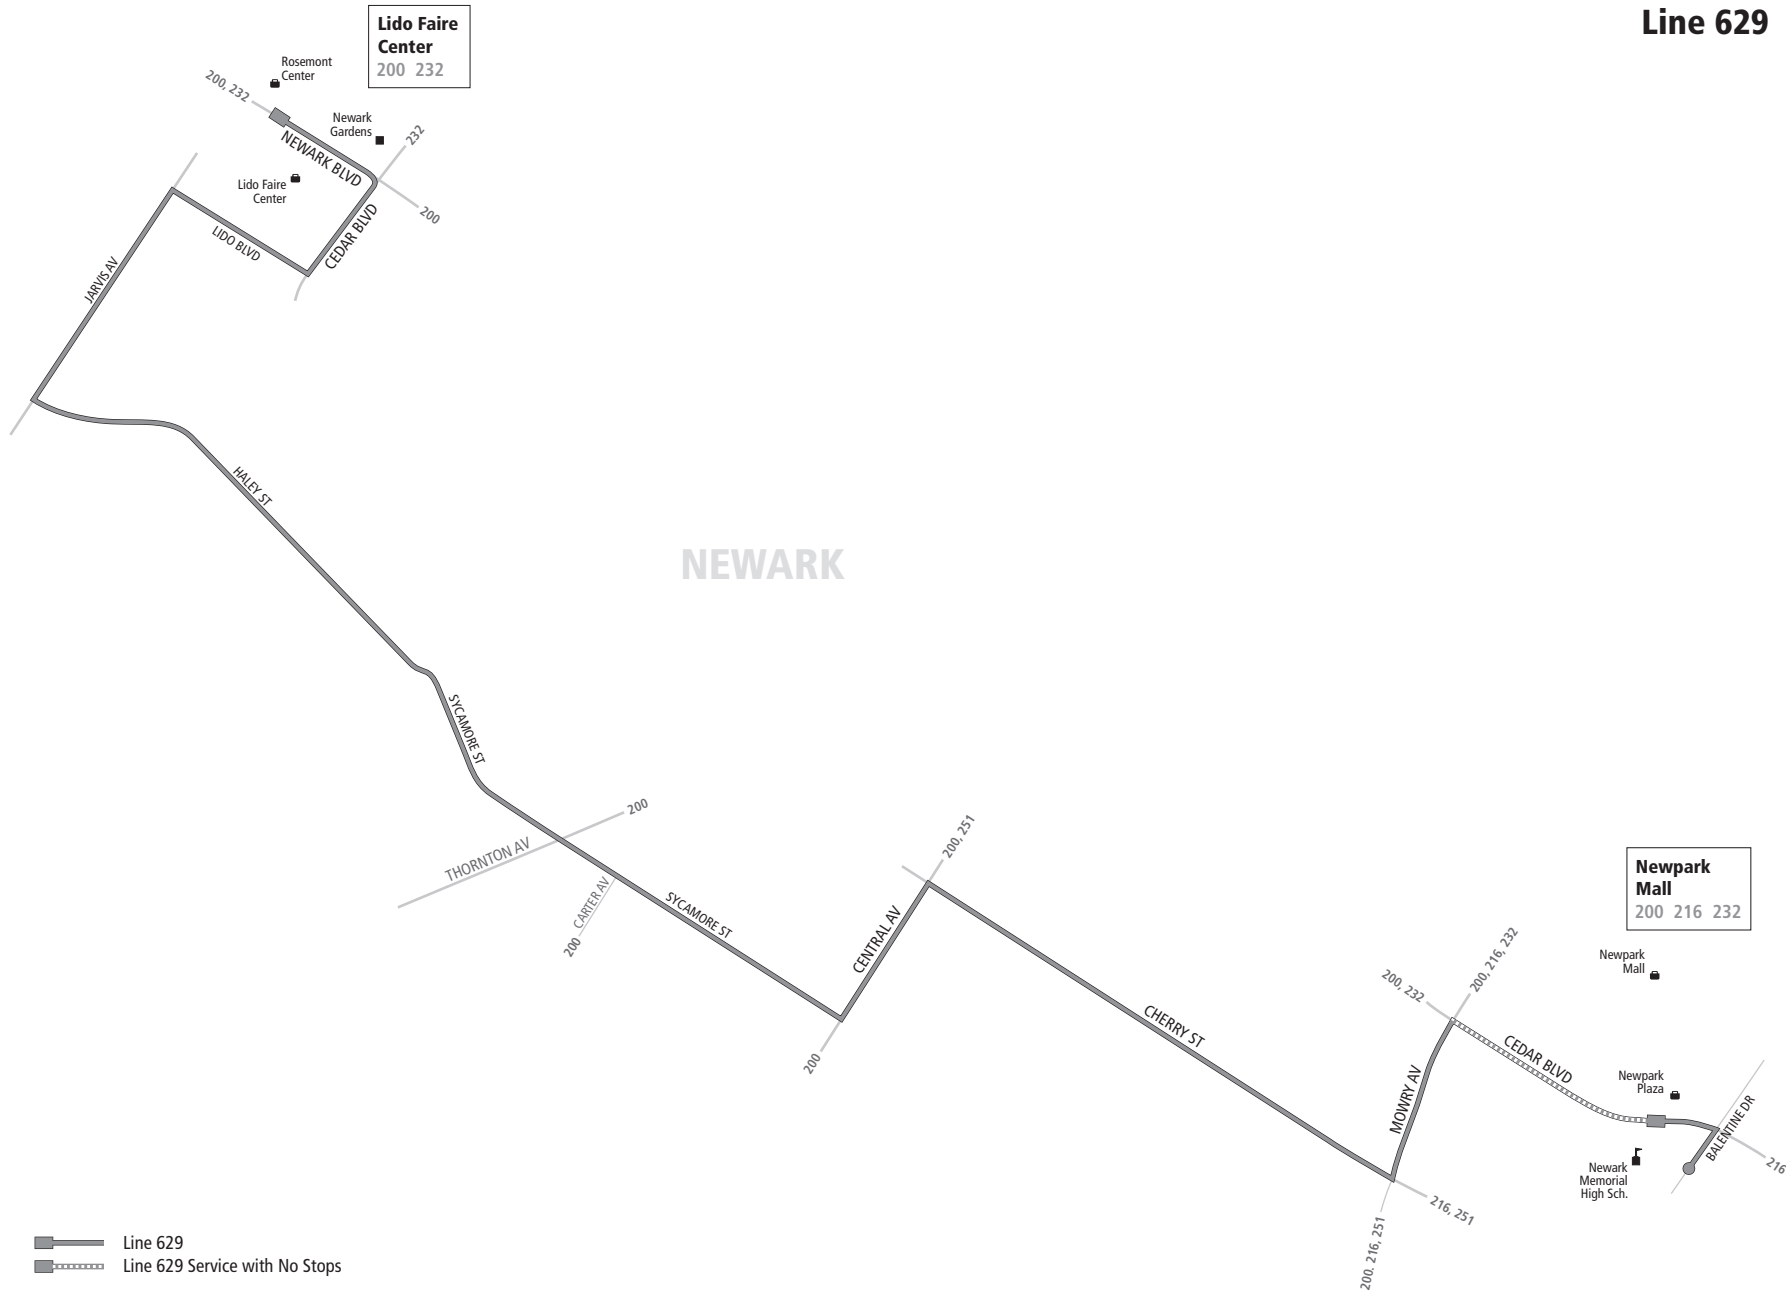 Line 629
Lido Faire
Center
200 232
Rosemont
Center
200, 232
Newark
Gardens
232
NEWARK BLVD
Lido Faire
Center
200
CEDAR BLVD
LIDO BLVD
JARVIS AV
HALEY ST
NEWARK
SYCAMORE ST
200
THORNTON AV
CARTER AV
200
SYCAMORE ST
200, 251
CENTRAL AV
200
CHERRY ST
Newpark
Mall
200 216 232
Newpark
Mall
200, 216, 232
200, 232
CEDAR BLVD
MOWRY AV
Newpark
Plaza
BALENTINE DR
216
Newark
Memorial
High Sch.
216, 251
200. 216, 251
Line 629
Line 629 Service with No Stops